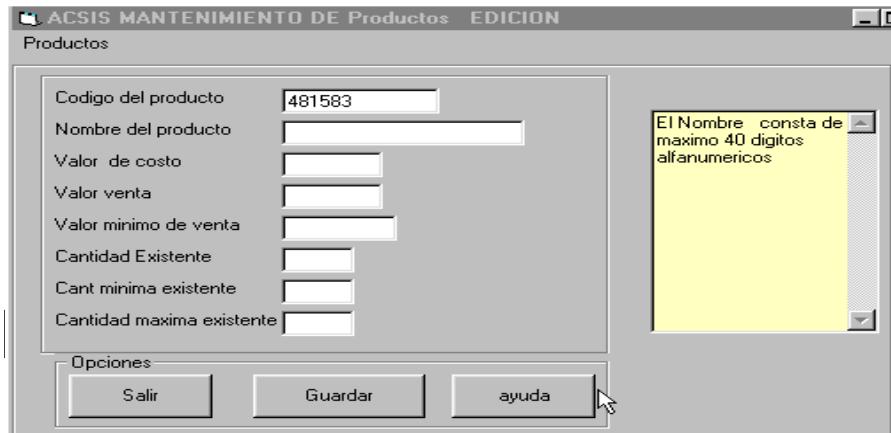 ACSIS MANTENIMIENTO DE Productos EDICION
Productos
Codigo del producto 481583
Nombre del producto
Valor de costo
Valor venta
Valor minimo de venta
Cantidad Existente
Cant minima existente
Cantidad maxima existente
El Nombre consta de
maximo 40 digitos
alfanumericos
Opciones
Salir Guardar ayuda